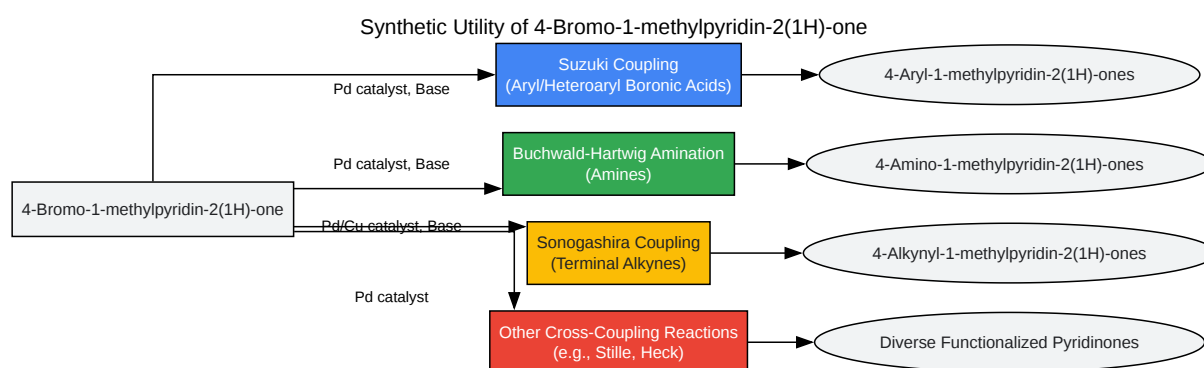 Synthetic Utility of 4-Bromo-1-methylpyridin-2(1H)-one
Suzuki Coupling
(Aryl/Heteroaryl Boronic Acids)
4-Aryl-1-methylpyridin-2(1H)-ones
Pd catalyst, Base
Buchwald-Hartwig Amination
(Amines)
4-Amino-1-methylpyridin-2(1H)-ones
Pd catalyst, Base
4-Bromo-1-methylpyridin-2(1H)-one
Pd/Cu catalyst, Base
Sonogashira Coupling
(Terminal Alkynes)
4-Alkynyl-1-methylpyridin-2(1H)-ones
Pd catalyst
Other Cross-Coupling Reactions
(e.g., Stille, Heck)
Diverse Functionalized Pyridinones